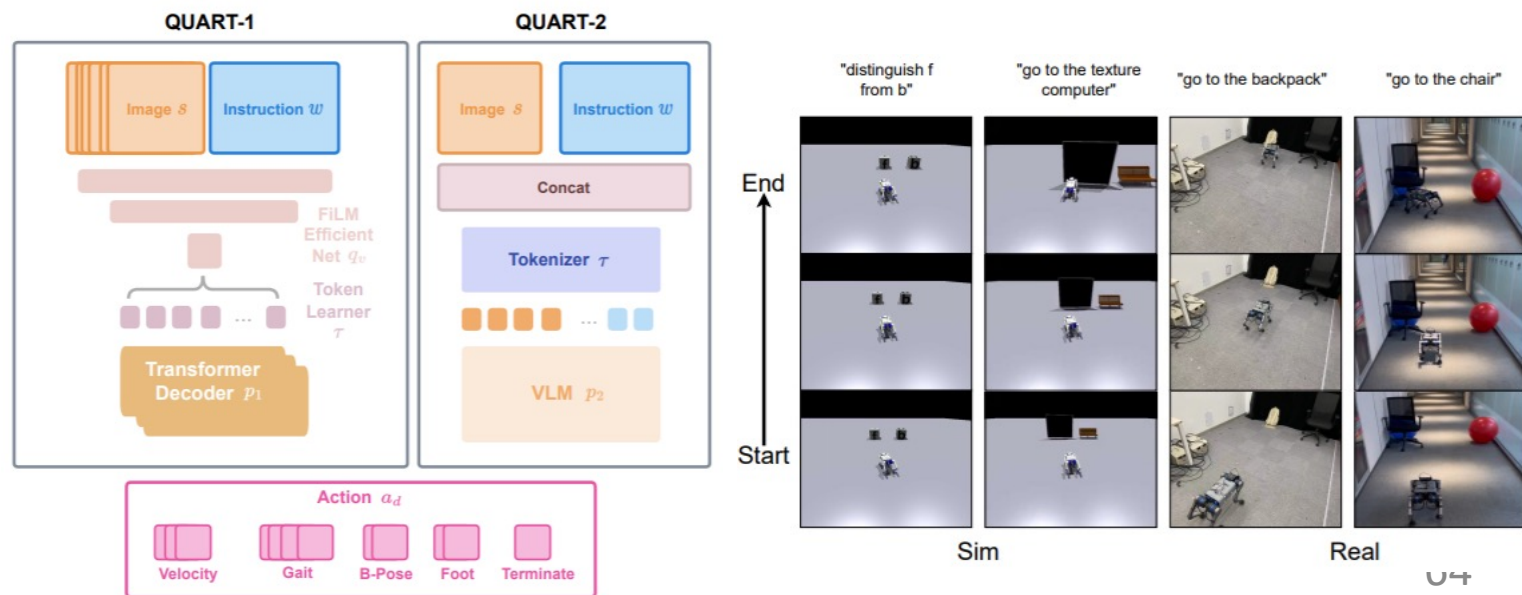 QUART-1
Image s
Instruction w
FiLM
Efficient
Net qᵥ
Token
Learner
τ
...
Transformer
Decoder p₁
QUART-2
Image s
Instruction w
Concat
Tokenizer τ
...
VLM p₂
Action a_d
Velocity
Gait
B-Pose
Foot
Terminate
"distinguish f
from b"
"go to the texture
computer"
"go to the backpack"
"go to the chair"
End
Start
f b
f b
f b
Sim
Real